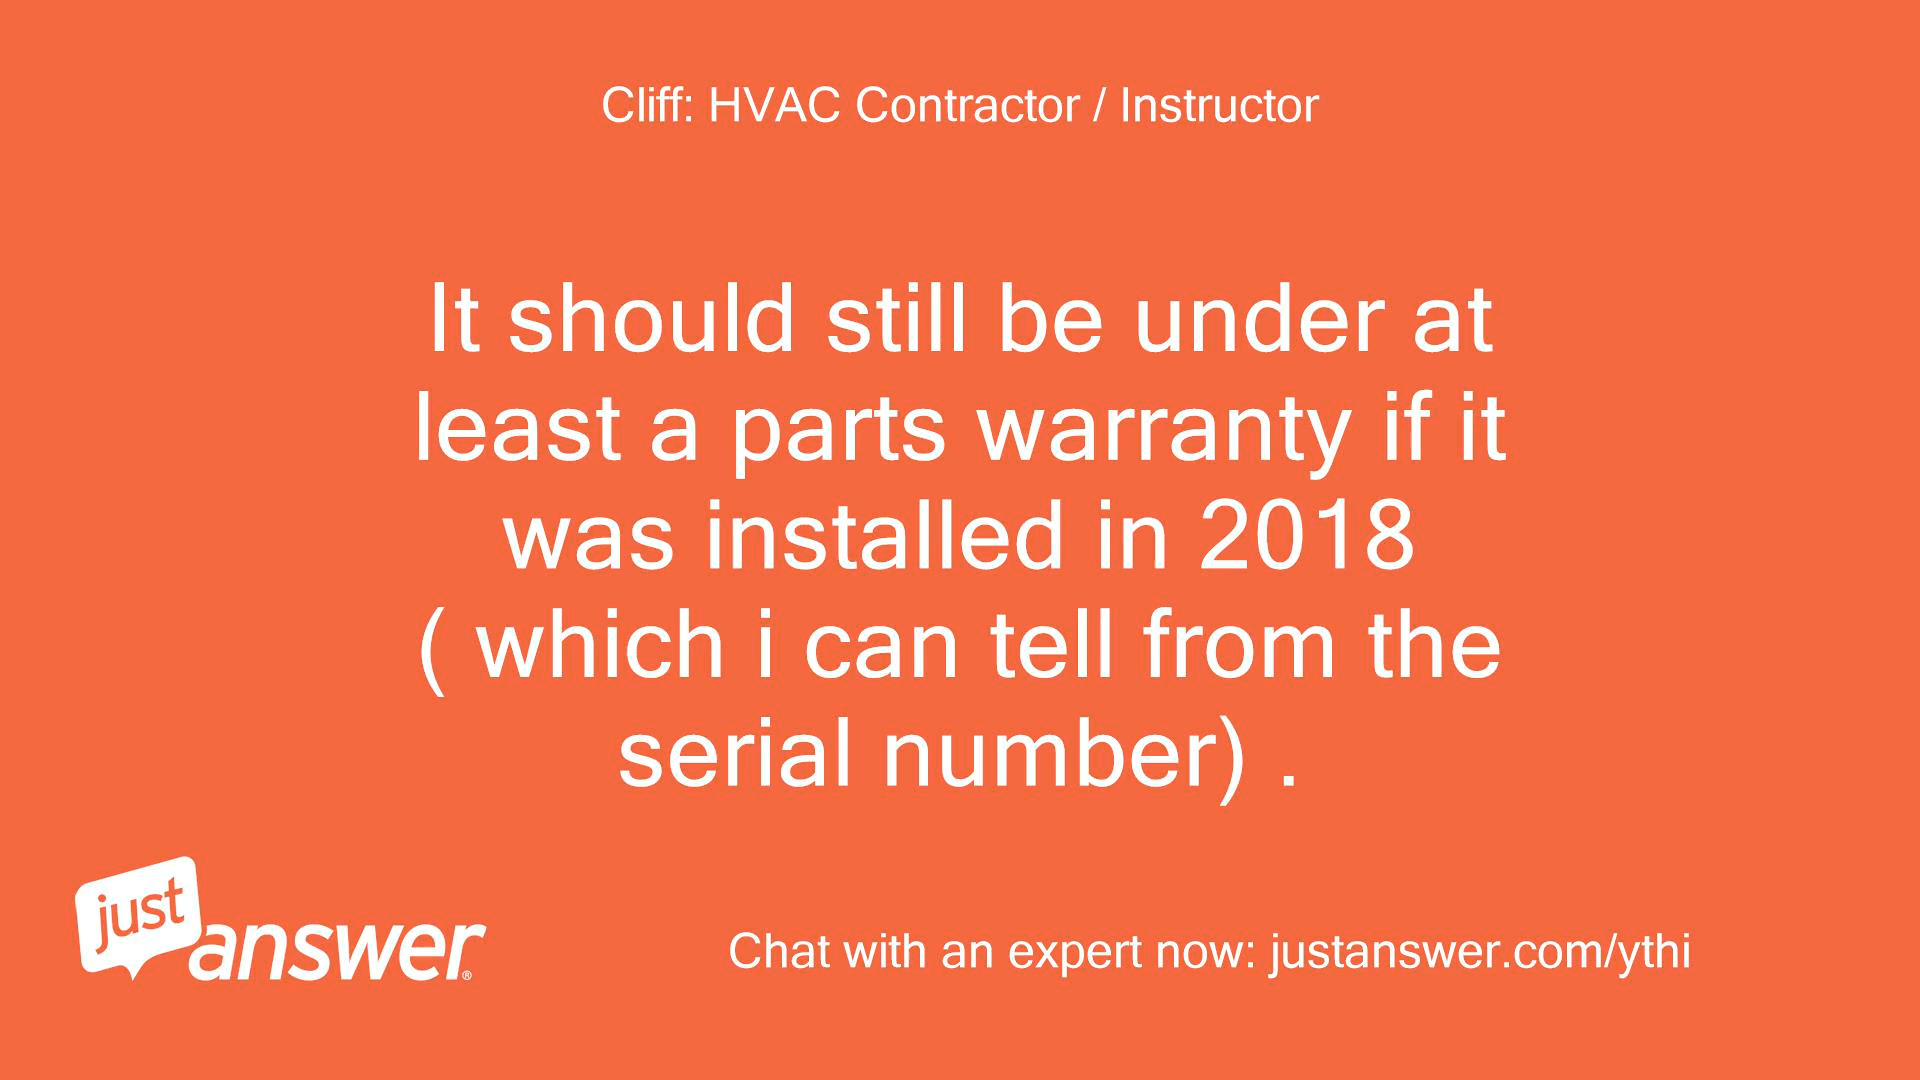 Cliff: HVAC Contractor / Instructor
It should still be under at
least a parts warranty if it
was installed in 2018
( which i can tell from the
serial number) .
just
answer®
Chat with an expert now: justanswer.com/ythi